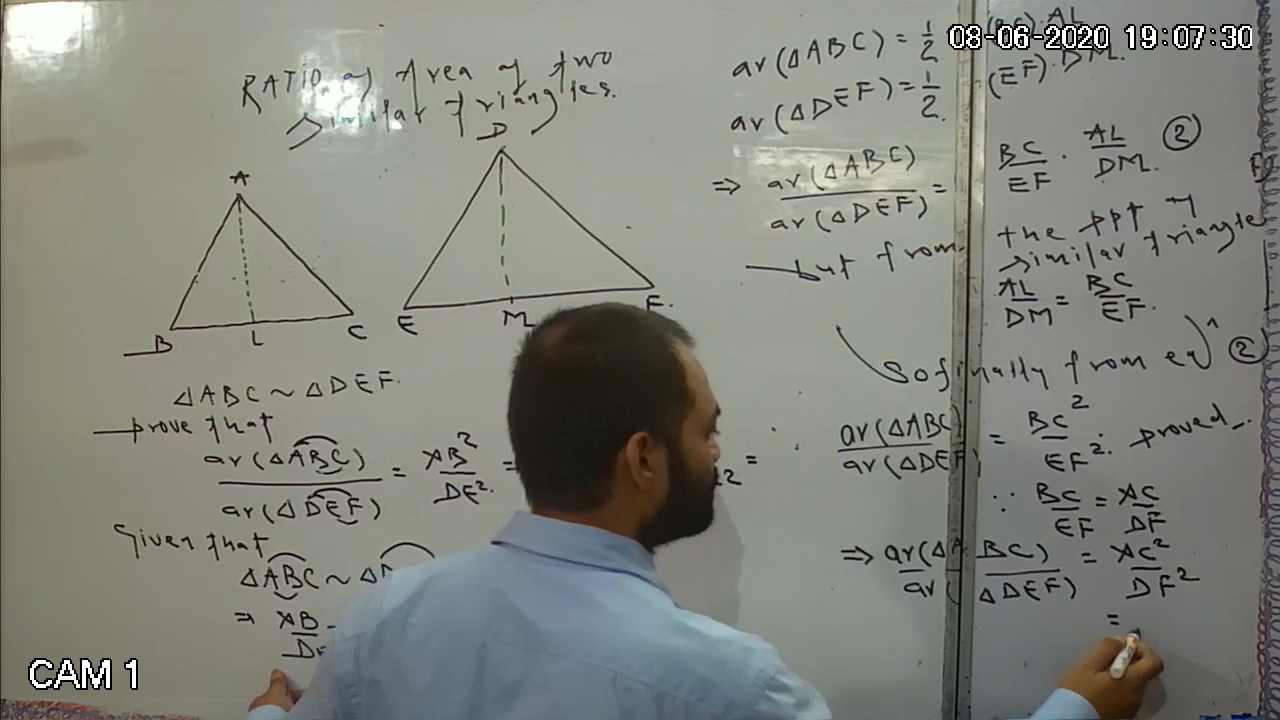 08-06-2020 19:07:30
RATIO of Area of two
similar triangles.
A
B
L
C
D
E
M
F.
△ABC ~ △DEF.
prove that
ar(△ABC) / ar(△DEF) = AB² / DE². =
=
Given that
△ABC ~ △D
⇒ AB / DE =
ar(△ABC) = 1/2 (BC)·AL
ar(△DEF) = 1/2. (EF)·DM.
⇒ ar(△ABC) / ar(△DEF) = BC / EF · AL / DM. ②
but from the ppt of
similar triangle
AL / DM = BC / EF.
So finally from eqⁿ ②
ar(△ABC) / ar(△DEF) = BC² / EF². proved.
∵ BC / EF = AC / DF
⇒ ar(△ABC) / ar(△DEF) = AC² / DF²
=
CAM 1